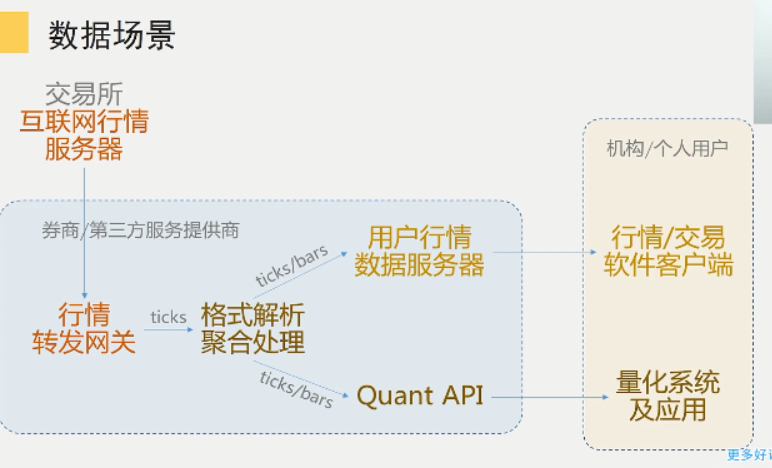 数据场景
交易所
互联网行情
服务器
机构/个人用户
券商/第三方服务提供商
用户行情
数据服务器
行情/交易
软件客户端
ticks/bars
行情
转发网关
ticks
格式解析
聚合处理
ticks/bars
Quant API
量化系统
及应用
更多好